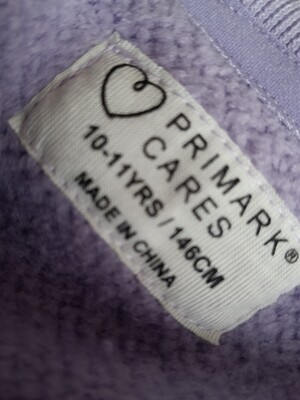 PRIMARK®
CARES
10-11YRS / 146CM
MADE IN CHINA